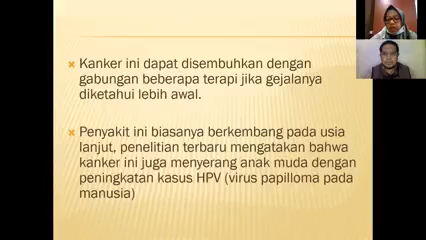 Kanker ini dapat disembuhkan dengan
gabungan beberapa terapi jika gejalanya
diketahui lebih awal.
Penyakit ini biasanya berkembang pada usia
lanjut, penelitian terbaru mengatakan bahwa
kanker ini juga menyerang anak muda dengan
peningkatan kasus HPV (virus papilloma pada
manusia)